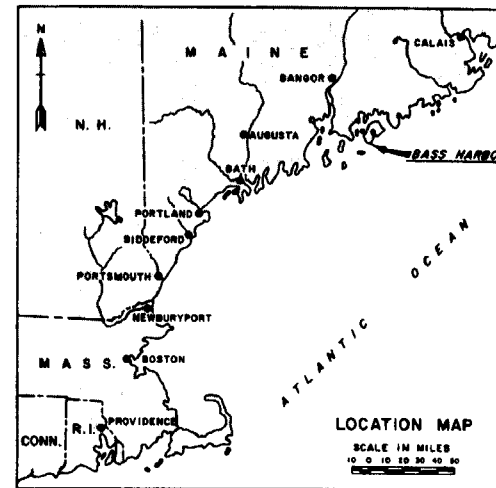 N
MAINE
CALAIS
BANGOR
N.H.
AUGUSTA
BASS HARBO
BATH
PORTLAND
BIDDEFORD
OCEAN
PORTSMOUTH
NEWBURYPORT
ATLANTIC
MASS.
BOSTON
R.I.
PROVIDENCE
CONN.
LOCATION MAP
SCALE IN MILES
10 0 10 20 30 40 50